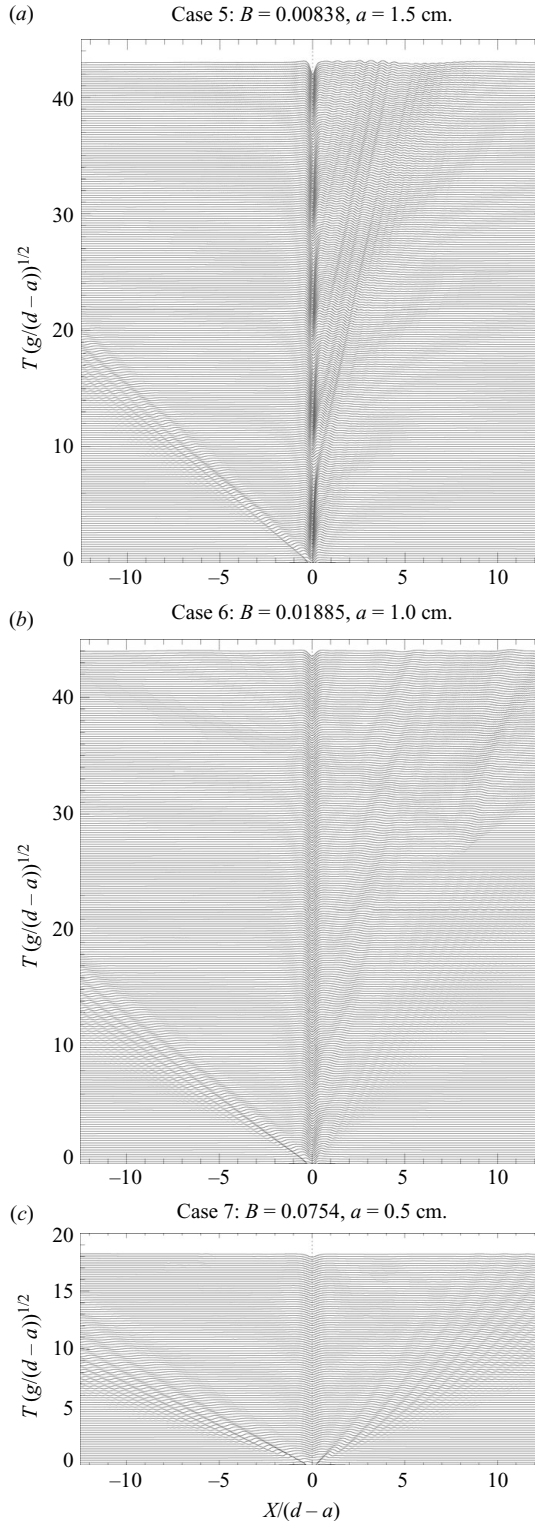 (a) Case 5: B = 0.00838, a = 1.5 cm.
40
30
20
10
0
T (g/(d – a))1/2
–10 –5 0 5 10
(b) Case 6: B = 0.01885, a = 1.0 cm.
40
30
20
10
0
T (g/(d – a))1/2
–10 –5 0 5 10
(c) Case 7: B = 0.0754, a = 0.5 cm.
20
15
10
5
0
T (g/(d – a))1/2
–10 –5 0 5 10
X/(d – a)